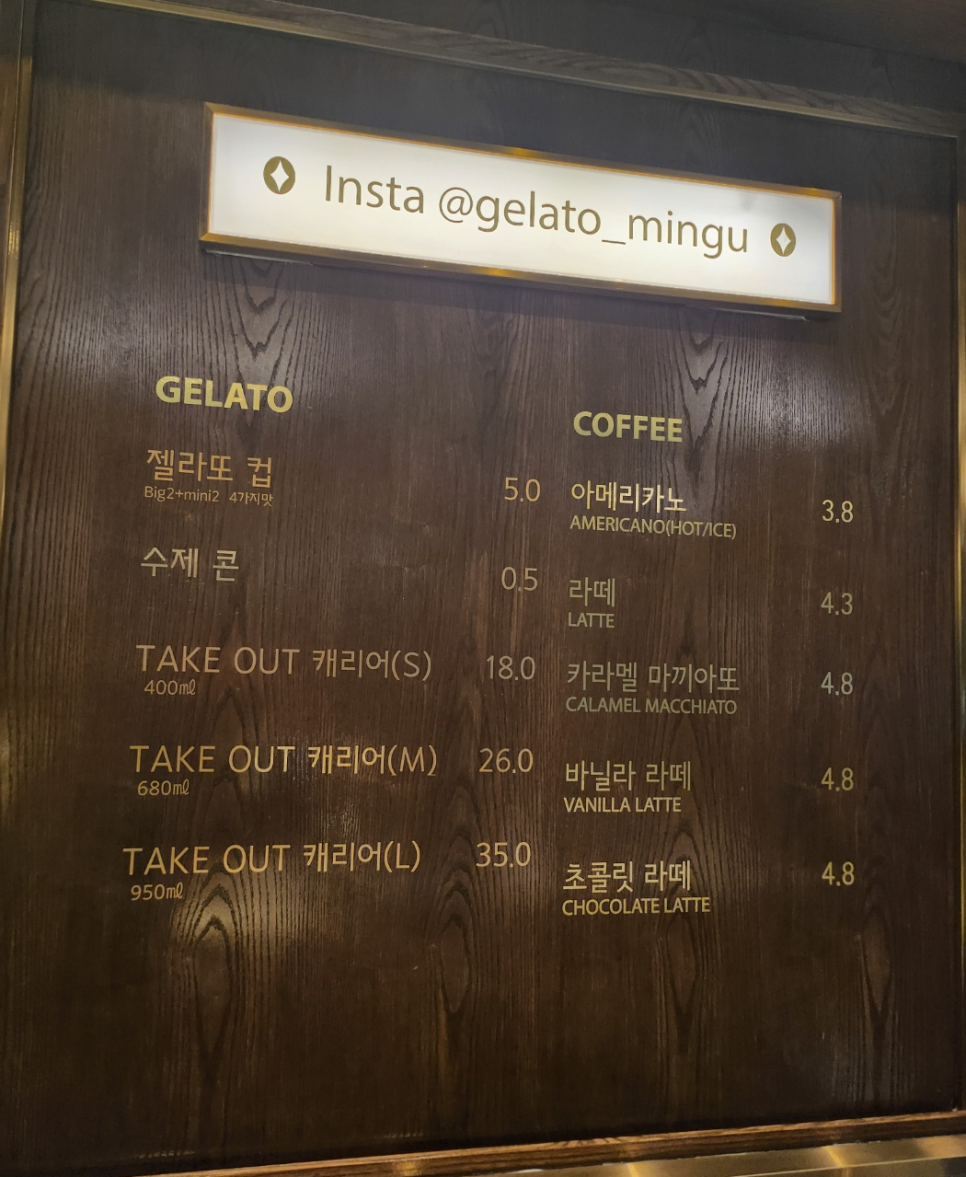 Insta @gelato_mingu
GELATO
젤라또 컵 5.0
Big2+mini2 4가지맛
수제 콘 0.5
TAKE OUT 캐리어(S) 18.0
400㎖
TAKE OUT 캐리어(M) 26.0
680㎖
TAKE OUT 캐리어(L) 35.0
950㎖
COFFEE
아메리카노 3.8
AMERICANO(HOT/ICE)
라떼 4.3
LATTE
카라멜 마끼아또 4.8
CALAMEL MACCHIATO
바닐라 라떼 4.8
VANILLA LATTE
초콜릿 라떼 4.8
CHOCOLATE LATTE